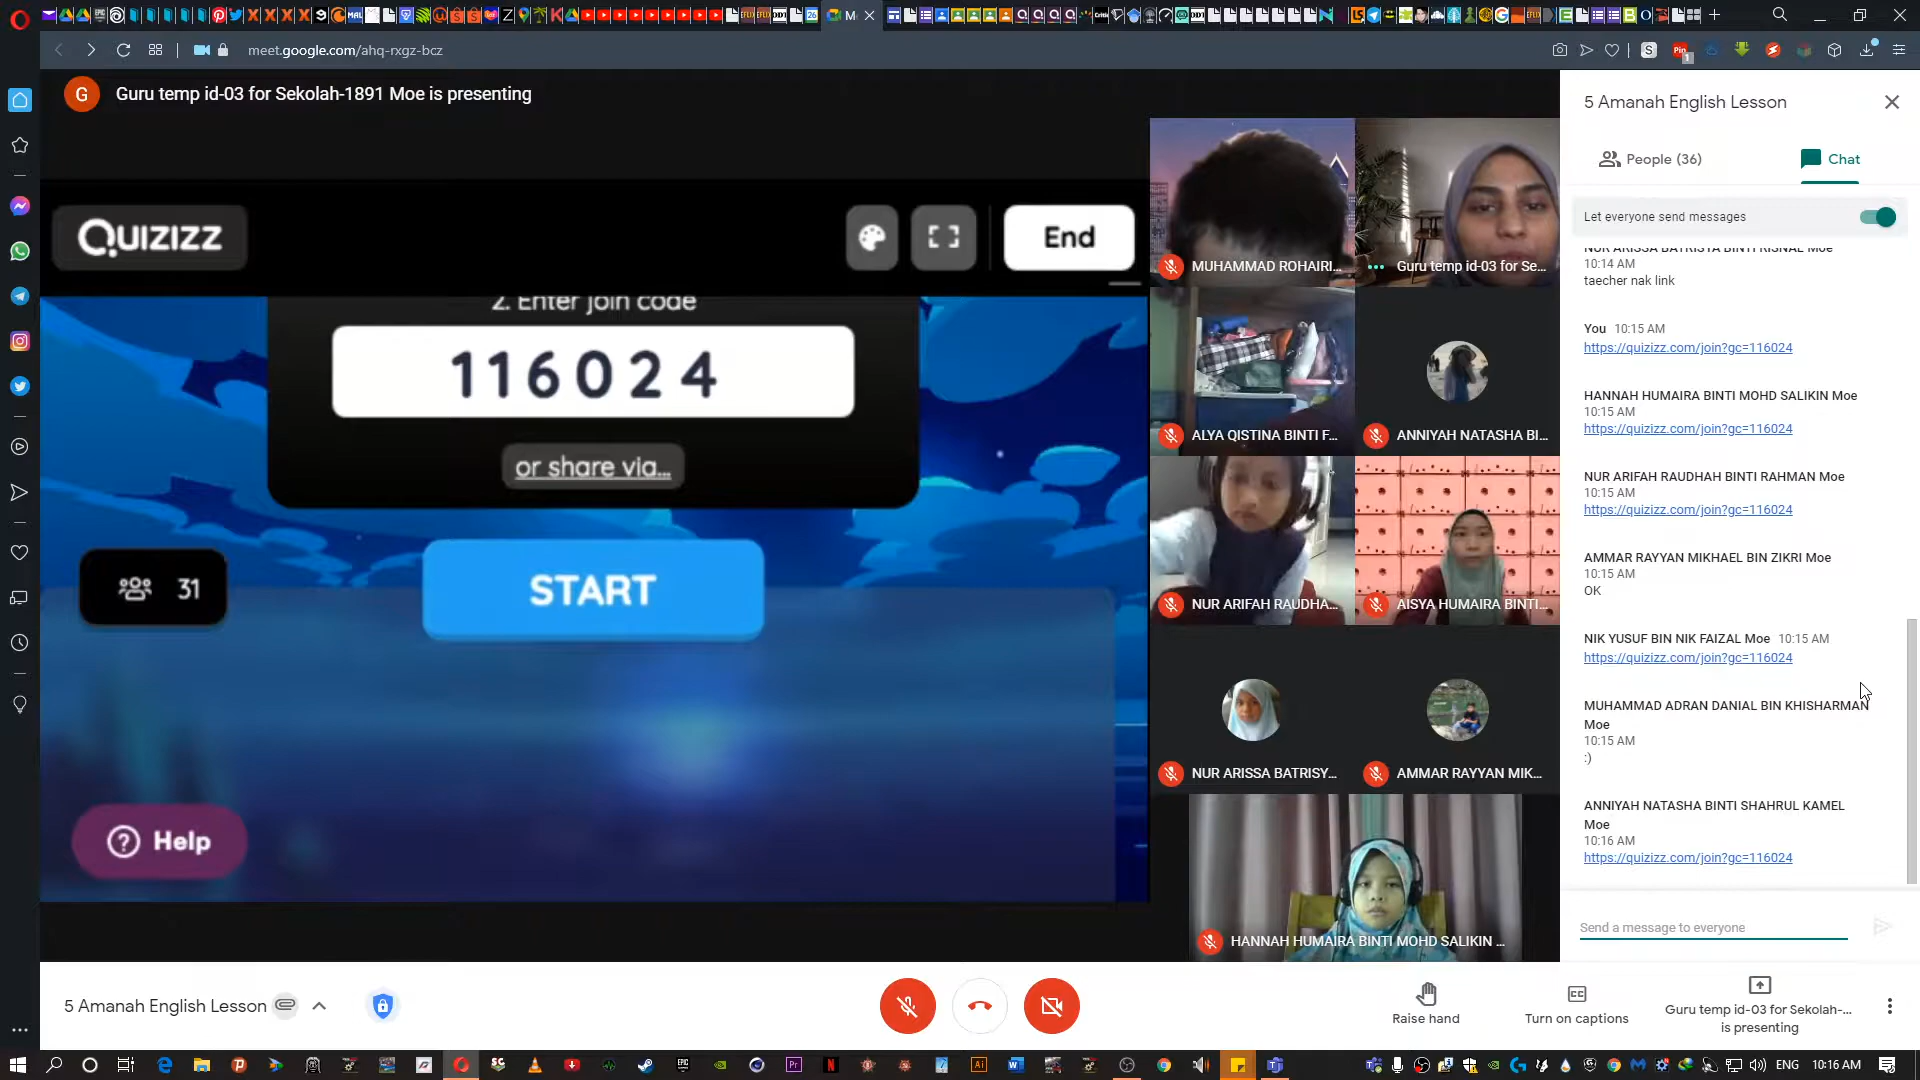 meet.google.com/ahq-rxgz-bcz
G
Guru temp id-03 for Sekolah-1891 Moe is presenting
Quizizz
End
2. Enter join code
116024
or share via...
31
START
Help
MUHAMMAD ROHAIRI...
Guru temp id-03 for Se...
ALYA QISTINA BINTI F...
ANNIYAH NATASHA BI...
NUR ARIFAH RAUDHA...
AISYA HUMAIRA BINTI...
NUR ARISSA BATRISY...
AMMAR RAYYAN MIK...
HANNAH HUMAIRA BINTI MOHD SALIKIN ...
5 Amanah English Lesson
People (36)
Chat
Let everyone send messages
NUR ARISSA BATRISYA BINTI RISNAL Moe
10:14 AM
taecher nak link
You 10:15 AM
https://quizizz.com/join?gc=116024
HANNAH HUMAIRA BINTI MOHD SALIKIN Moe
10:15 AM
https://quizizz.com/join?gc=116024
NUR ARIFAH RAUDHAH BINTI RAHMAN Moe
10:15 AM
https://quizizz.com/join?gc=116024
AMMAR RAYYAN MIKHAEL BIN ZIKRI Moe
10:15 AM
OK
NIK YUSUF BIN NIK FAIZAL Moe 10:15 AM
https://quizizz.com/join?gc=116024
MUHAMMAD ADRAN DANIAL BIN KHISHARMAN
Moe
10:15 AM
:)
ANNIYAH NATASHA BINTI SHAHRUL KAMEL
Moe
10:16 AM
https://quizizz.com/join?gc=116024
Send a message to everyone
5 Amanah English Lesson
Raise hand
Turn on captions
Guru temp id-03 for Sekolah-...
is presenting
ENG
10:16 AM